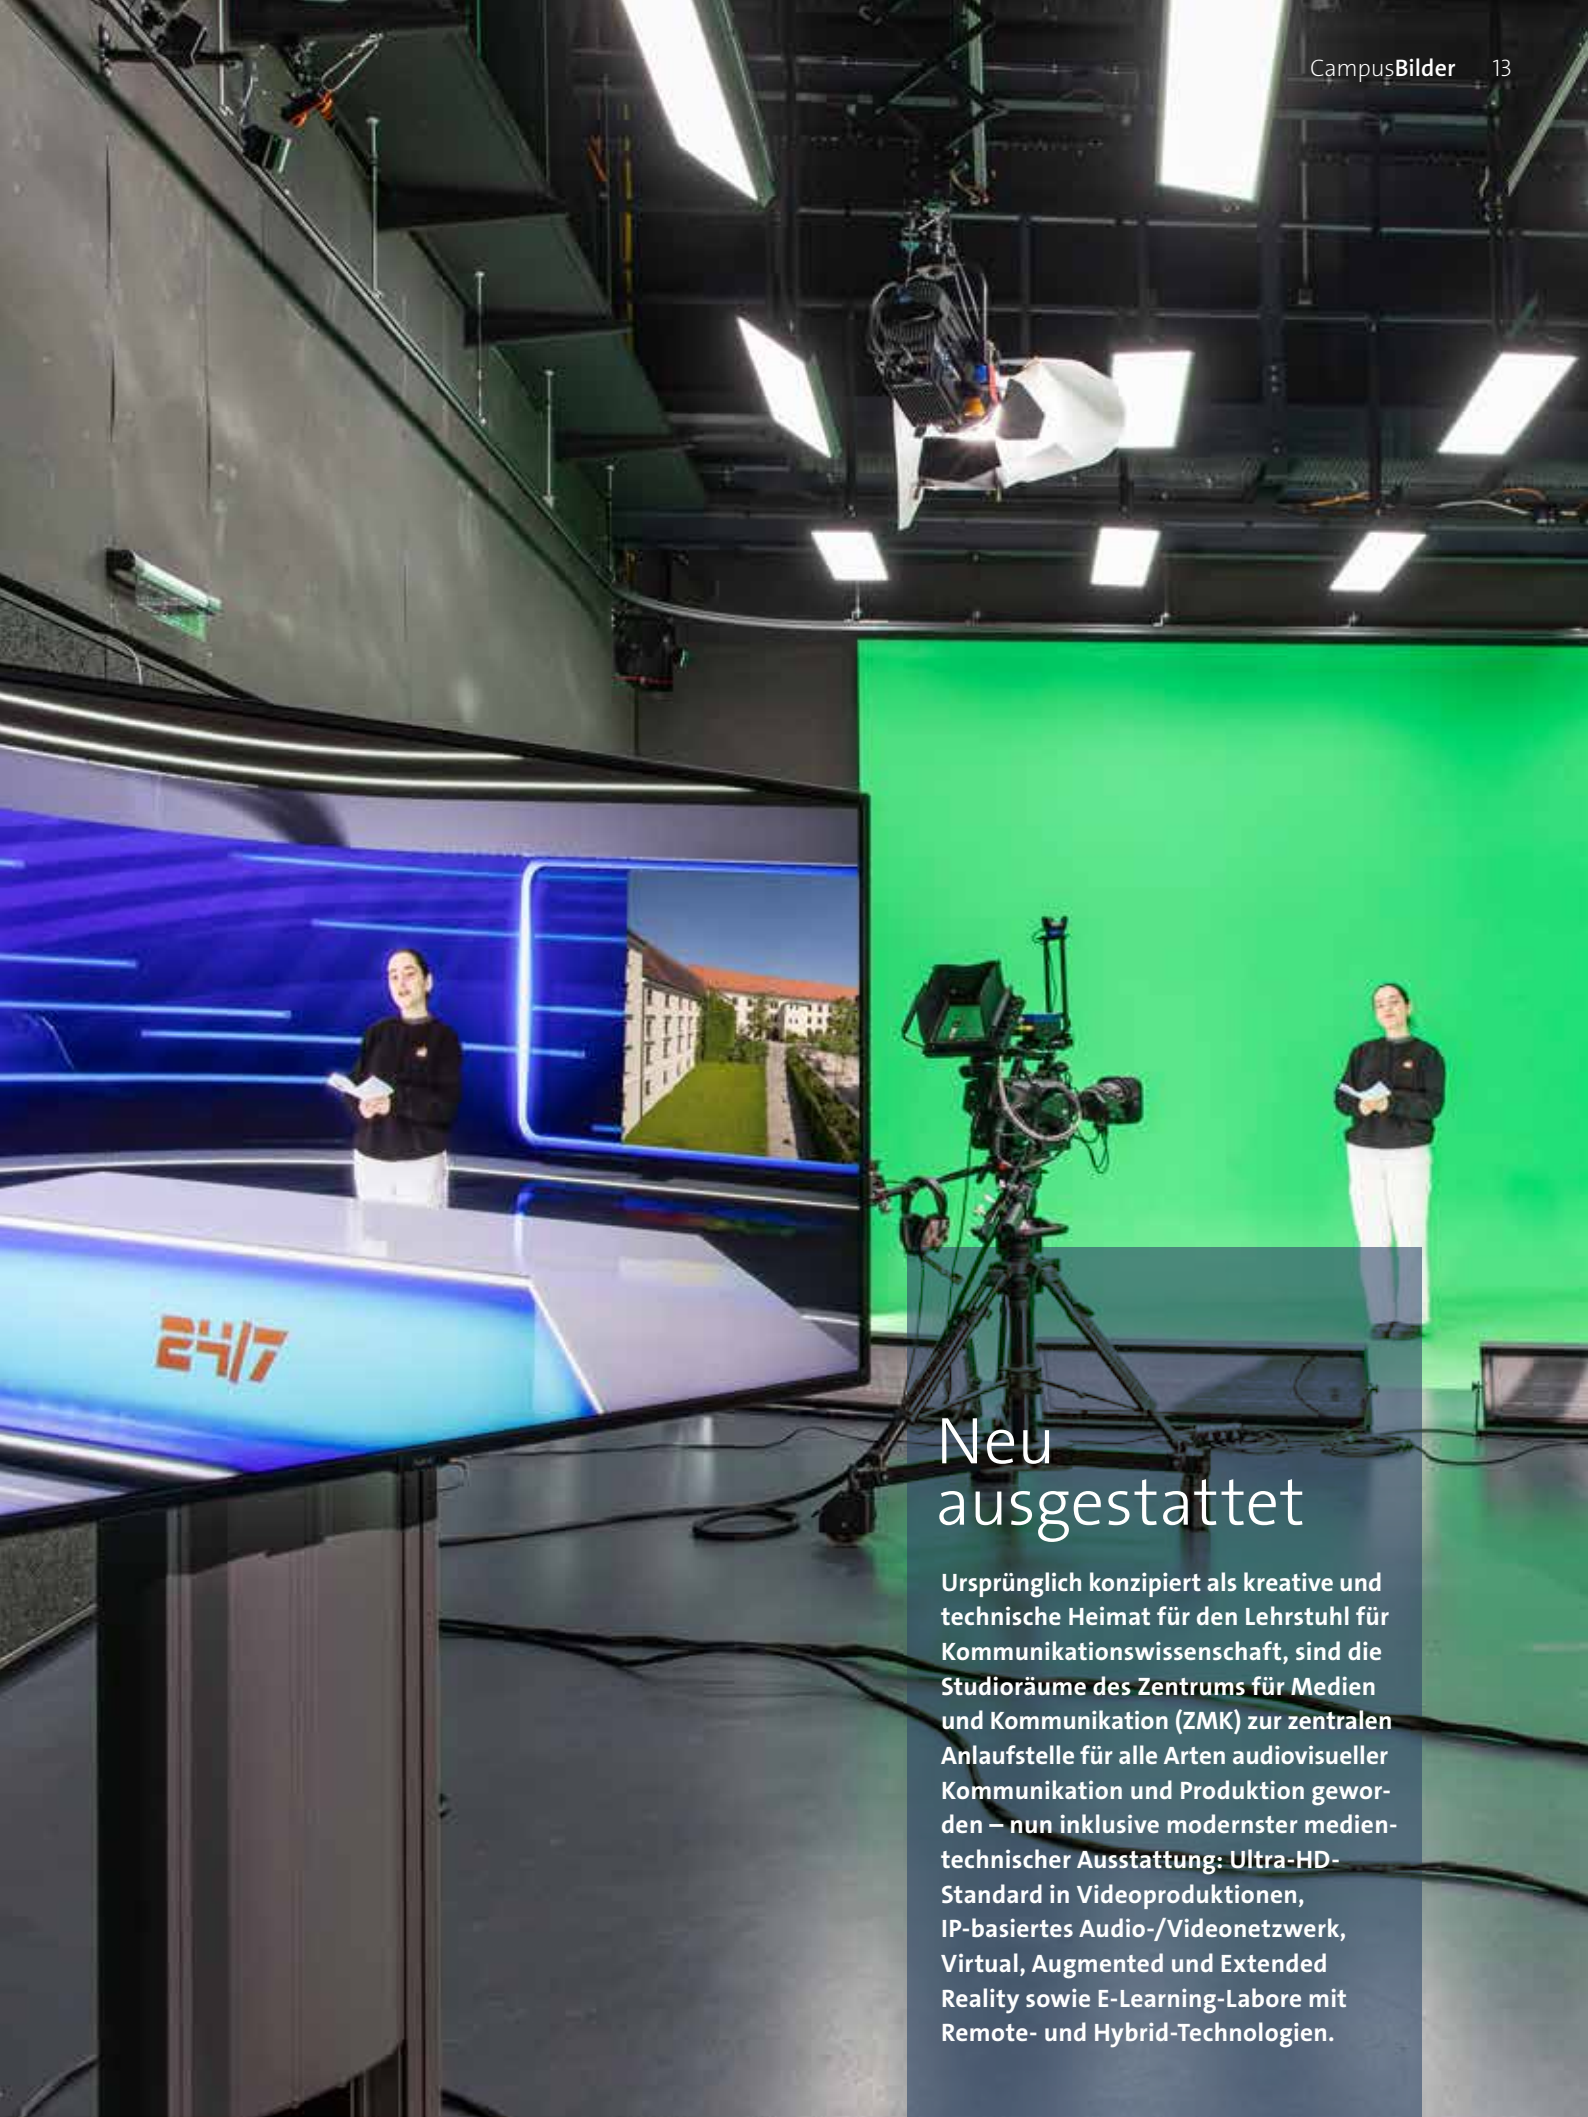 CampusBilder 13
24/7
Neu
ausgestattet
Ursprünglich konzipiert als kreative und
technische Heimat für den Lehrstuhl für
Kommunikationswissenschaft, sind die
Studioräume des Zentrums für Medien
und Kommunikation (ZMK) zur zentralen
Anlaufstelle für alle Arten audiovisueller
Kommunikation und Produktion gewor-
den – nun inklusive modernster medien-
technischer Ausstattung: Ultra-HD-
Standard in Videoproduktionen,
IP-basiertes Audio-/Videonetzwerk,
Virtual, Augmented und Extended
Reality sowie E-Learning-Labore mit
Remote- und Hybrid-Technologien.